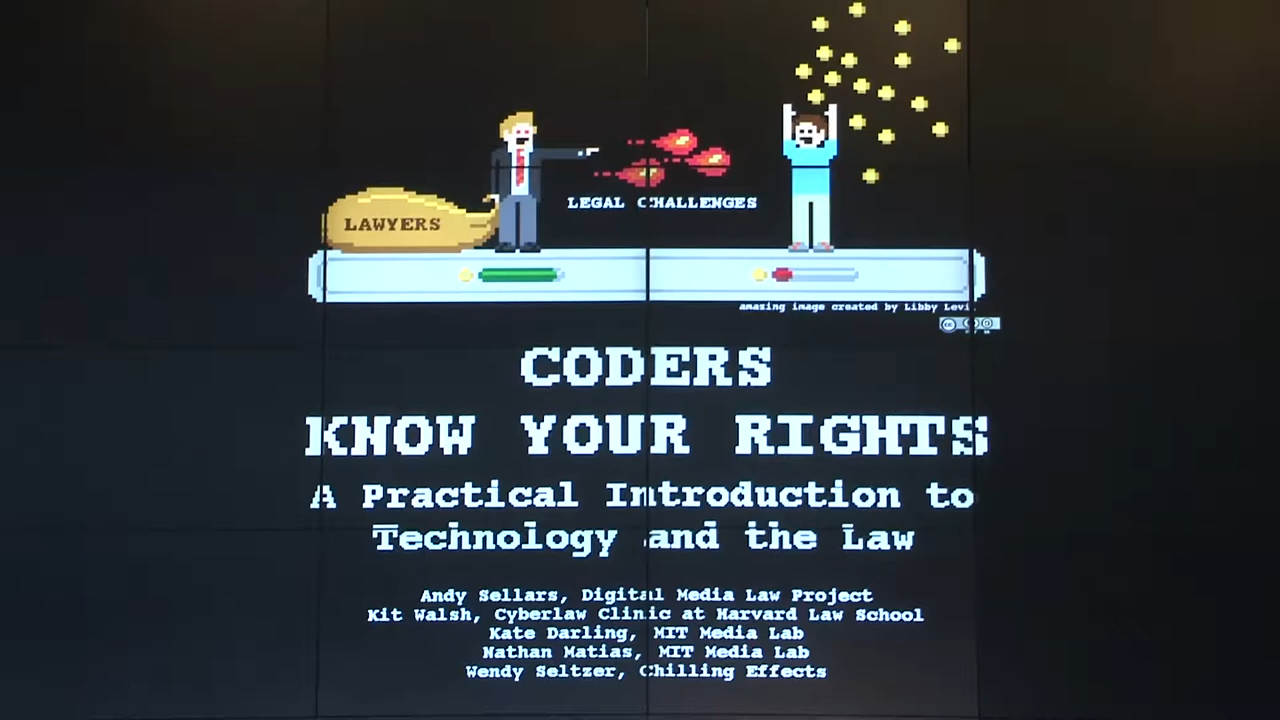 LAWYERS
LEGAL CHALLENGES
amazing image created by Libby Levi
CODERS
KNOW YOUR RIGHTS
A Practical Introduction to
Technology and the Law
Andy Sellars, Digital Media Law Project
Kit Walsh, Cyberlaw Clinic at Harvard Law School
Kate Darling, MIT Media Lab
Nathan Matias, MIT Media Lab
Wendy Seltzer, Chilling Effects